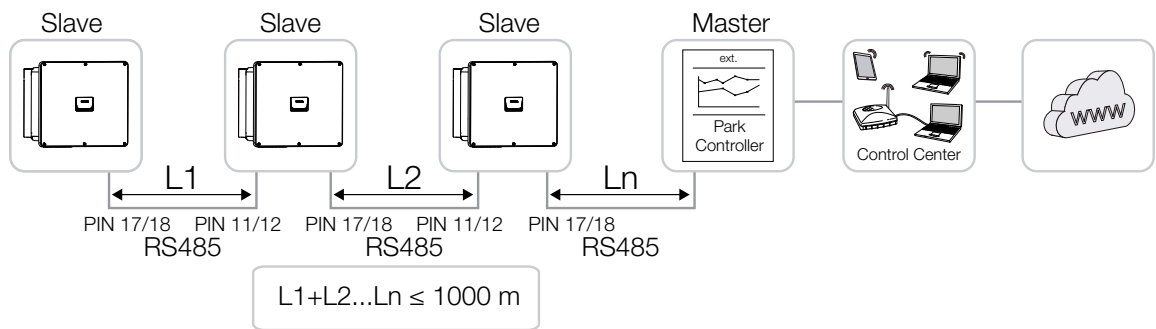 Slave Slave Slave Master
ext.
Park
Controller
Control Center
WWW
L1 L2 Ln
PIN 17/18 PIN 11/12 PIN 17/18 PIN 11/12 PIN 17/18
RS485 RS485 RS485
L1+L2...Ln ≤ 1000 m